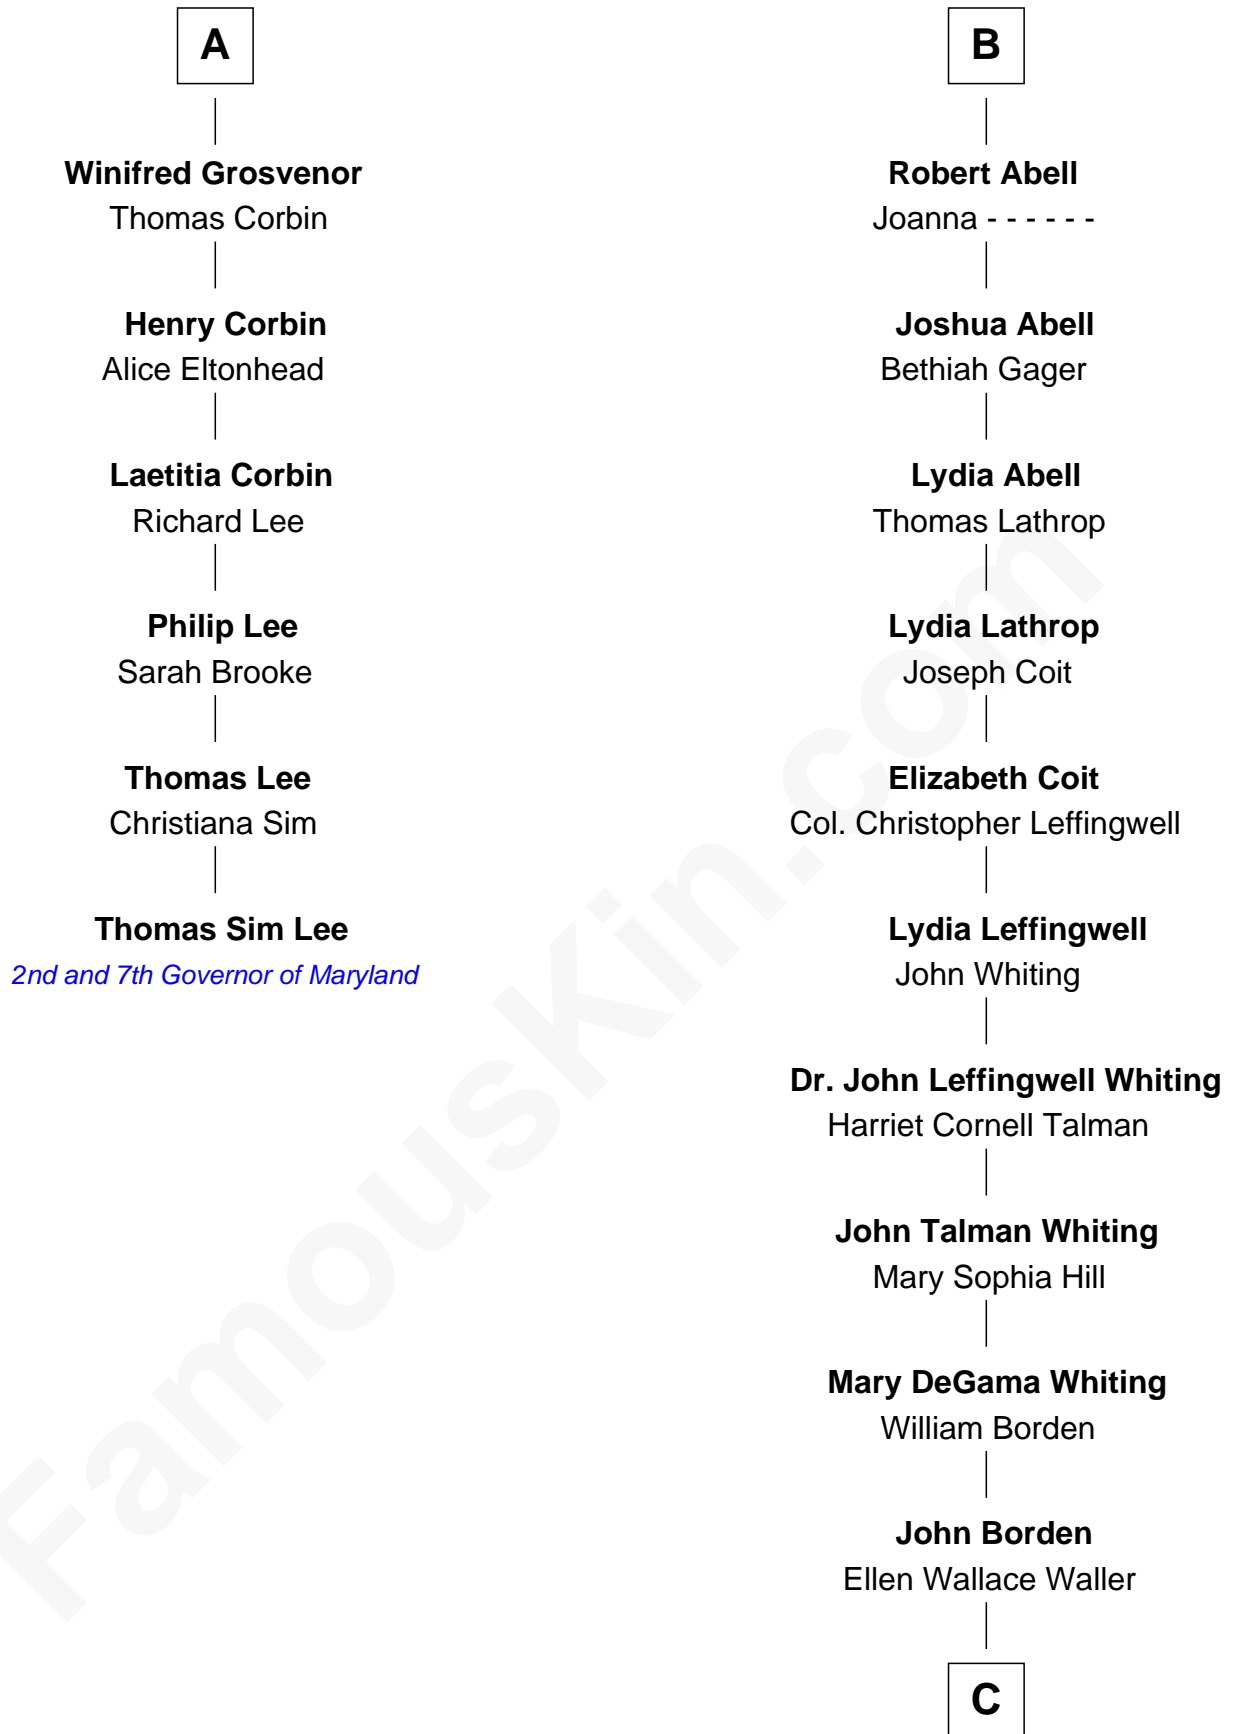 A
Winifred Grosvenor
Thomas Corbin
Henry Corbin
Alice Eltonhead
Laetitia Corbin
Richard Lee
Philip Lee
Sarah Brooke
Thomas Lee
Christiana Sim
Thomas Sim Lee
2nd and 7th Governor of Maryland
B
Robert Abell
Joanna - - - - - -
Joshua Abell
Bethiah Gager
Lydia Abell
Thomas Lathrop
Lydia Lathrop
Joseph Coit
Elizabeth Coit
Col. Christopher Leffingwell
Lydia Leffingwell
John Whiting
Dr. John Leffingwell Whiting
Harriet Cornell Talman
John Talman Whiting
Mary Sophia Hill
Mary DeGama Whiting
William Borden
John Borden
Ellen Wallace Waller
C
FamousKin.com